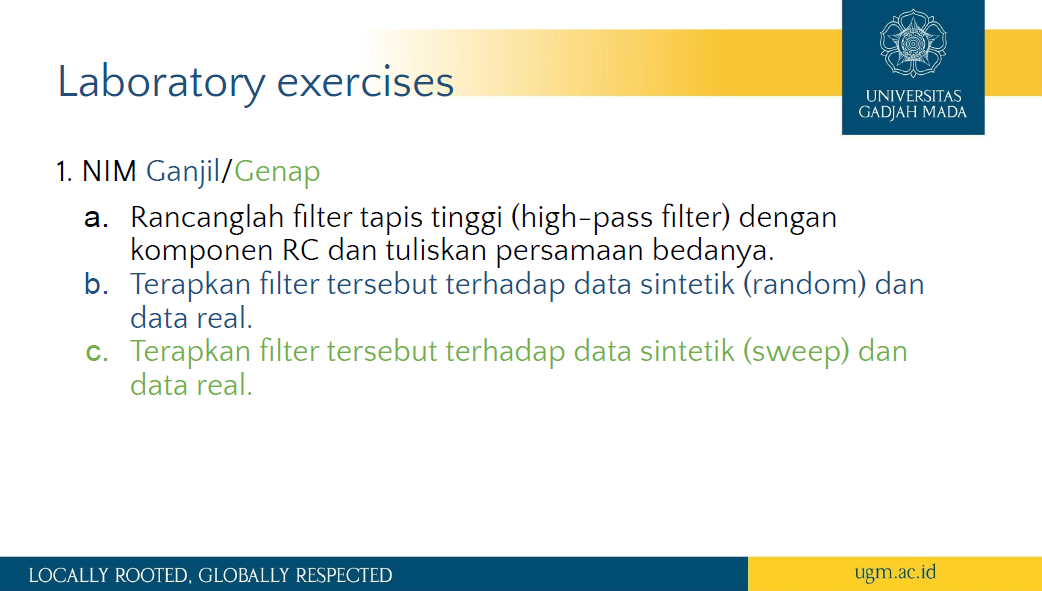 Laboratory exercises
UNIVERSITAS
GADJAH MADA
1. NIM Ganjil/Genap
a. Rancanglah filter tapis tinggi (high-pass filter) dengan
komponen RC dan tuliskan persamaan bedanya.
b. Terapkan filter tersebut terhadap data sintetik (random) dan
data real.
c. Terapkan filter tersebut terhadap data sintetik (sweep) dan
data real.
LOCALLY ROOTED, GLOBALLY RESPECTED
ugm.ac.id